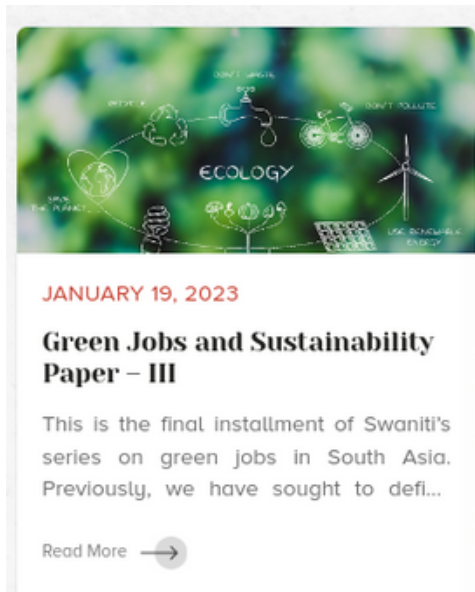 DON'T WASTE
RECYCLE
DON'T POLLUTE
ECOLOGY
SAVE
THE PLANET
USE RENEWABLE
ENERGY
JANUARY 19, 2023
Green Jobs and Sustainability
Paper – III
This is the final installment of Swaniti's
series on green jobs in South Asia.
Previously, we have sought to defi...
Read More